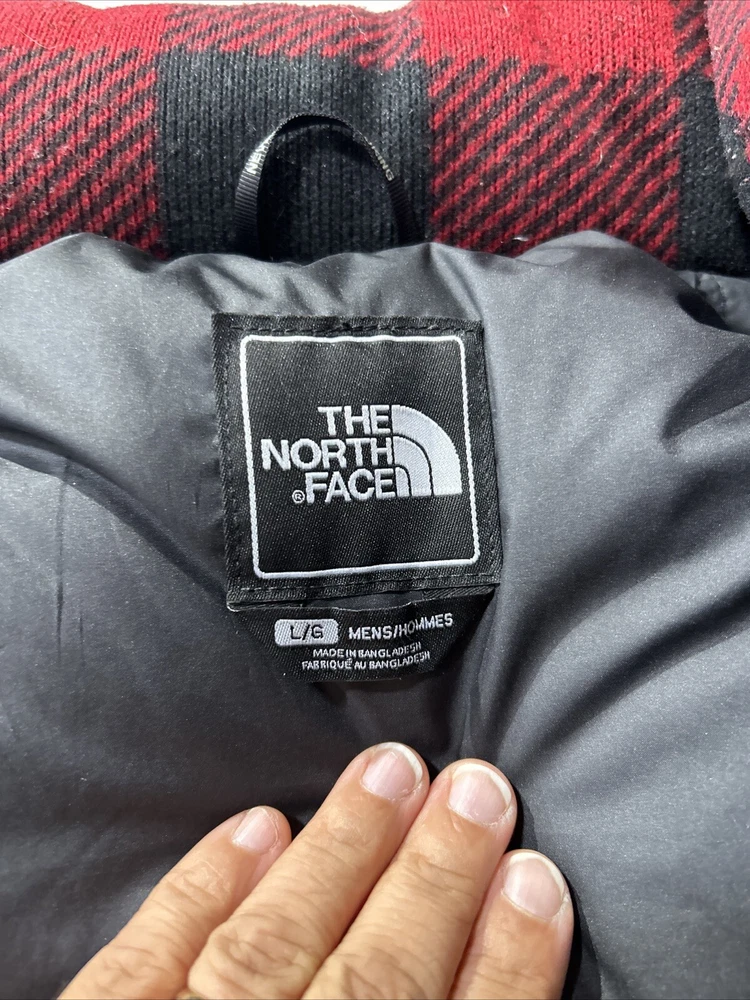 THE
NORTH
®FACE
L/G MENS/HOMMES
MADE IN BANGLADESH
FABRIQUÉ AU BANGLADESH